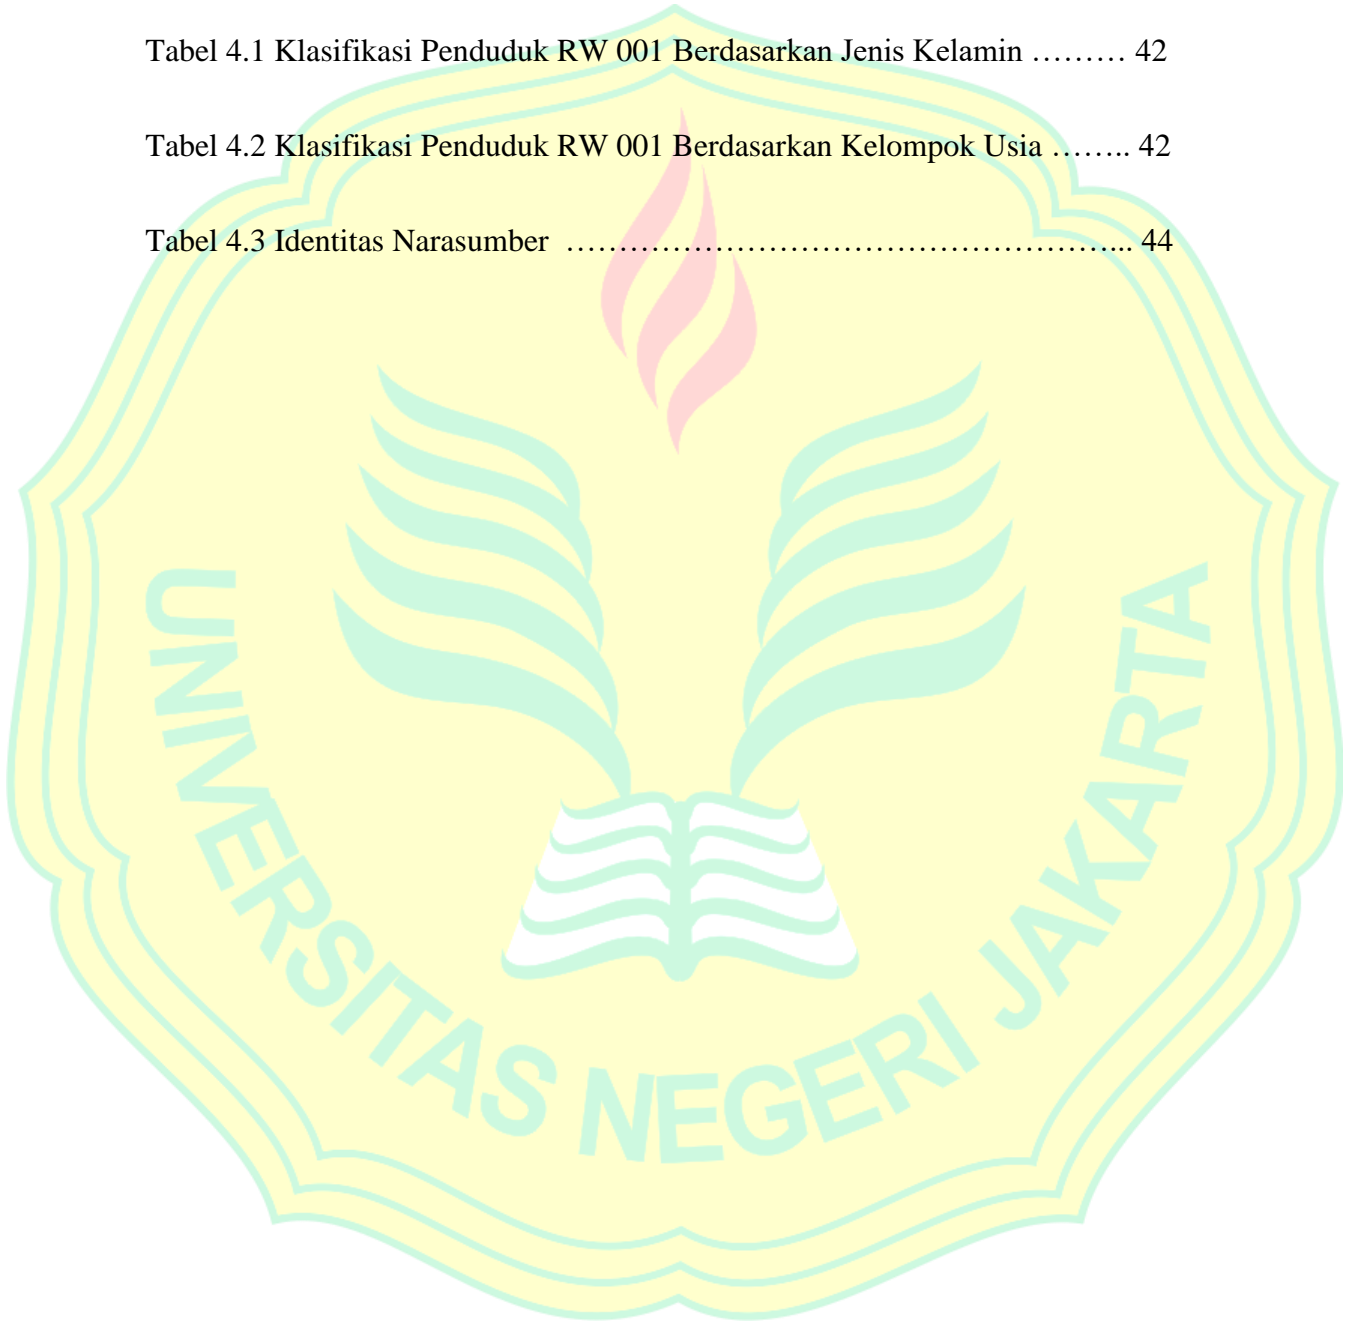 Tabel 4.1 Klasifikasi Penduduk RW 001 Berdasarkan Jenis Kelamin ……… 42
Tabel 4.2 Klasifikasi Penduduk RW 001 Berdasarkan Kelompok Usia …….. 42
Tabel 4.3 Identitas Narasumber …………………………………………….. 44
UNIVERSITAS NEGERI JAKARTA